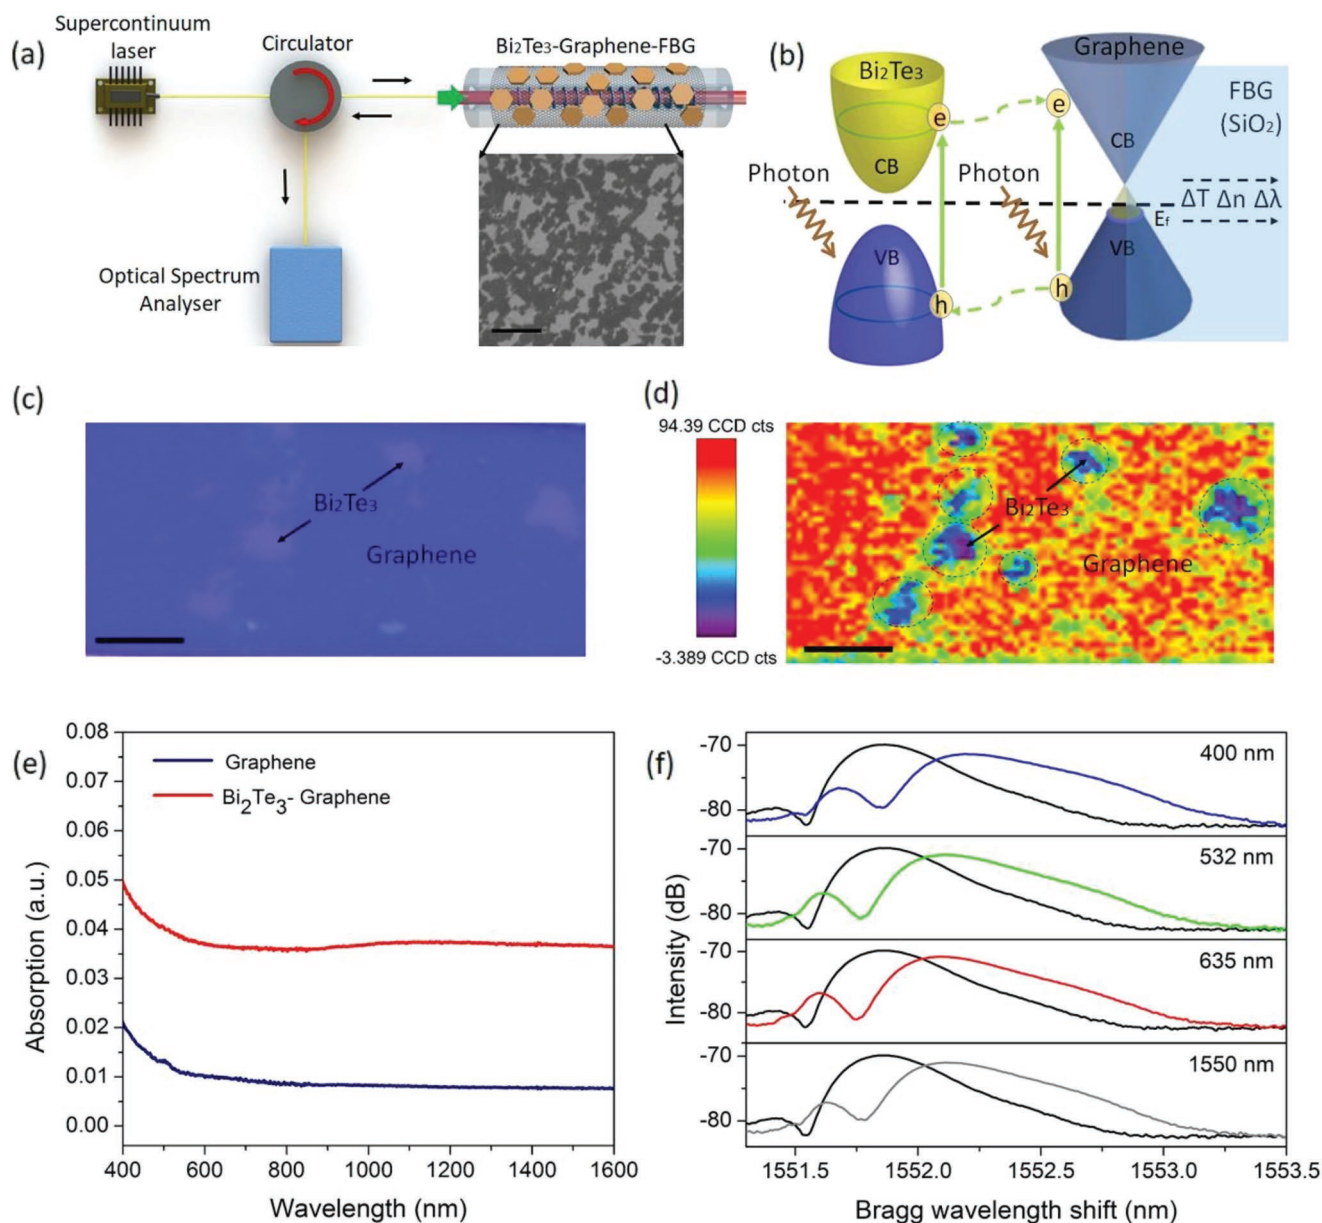 (a)
Supercontinuum
laser
Circulator
Bi₂Te₃-Graphene-FBG
Optical Spectrum
Analyser
(b)
Bi₂Te₃
Graphene
FBG
(SiO₂)
e
e
CB
CB
Photon
Photon
ΔT Δn Δλ
E_f
VB
VB
h
h
(c)
Bi₂Te₃
Graphene
(d)
94.39 CCD cts
-3.389 CCD cts
Bi₂Te₃
Graphene
(e)
Absorption (a.u.)
0.08
0.07
0.06
0.05
0.04
0.03
0.02
0.01
0.00
Graphene
Bi₂Te₃- Graphene
400 600 800 1000 1200 1400 1600
Wavelength (nm)
(f)
Intensity (dB)
-70
-80
400 nm
-70
-80
532 nm
-70
-80
635 nm
-70
-80
1550 nm
1551.5 1552.0 1552.5 1553.0 1553.5
Bragg wavelength shift (nm)